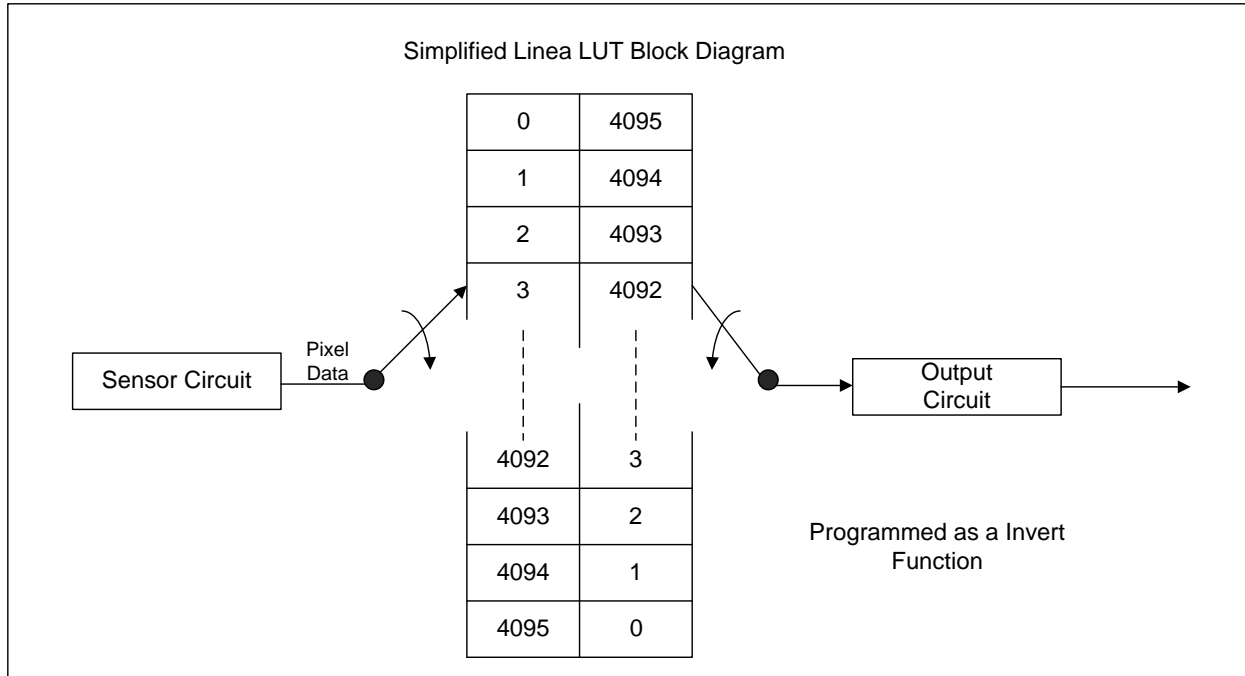 Simplified Linea LUT Block Diagram
0 4095
1 4094
2 4093
3 4092
Pixel
Data
Sensor Circuit
Output
Circuit
4092 3
4093 2
4094 1
4095 0
Programmed as a Invert
Function